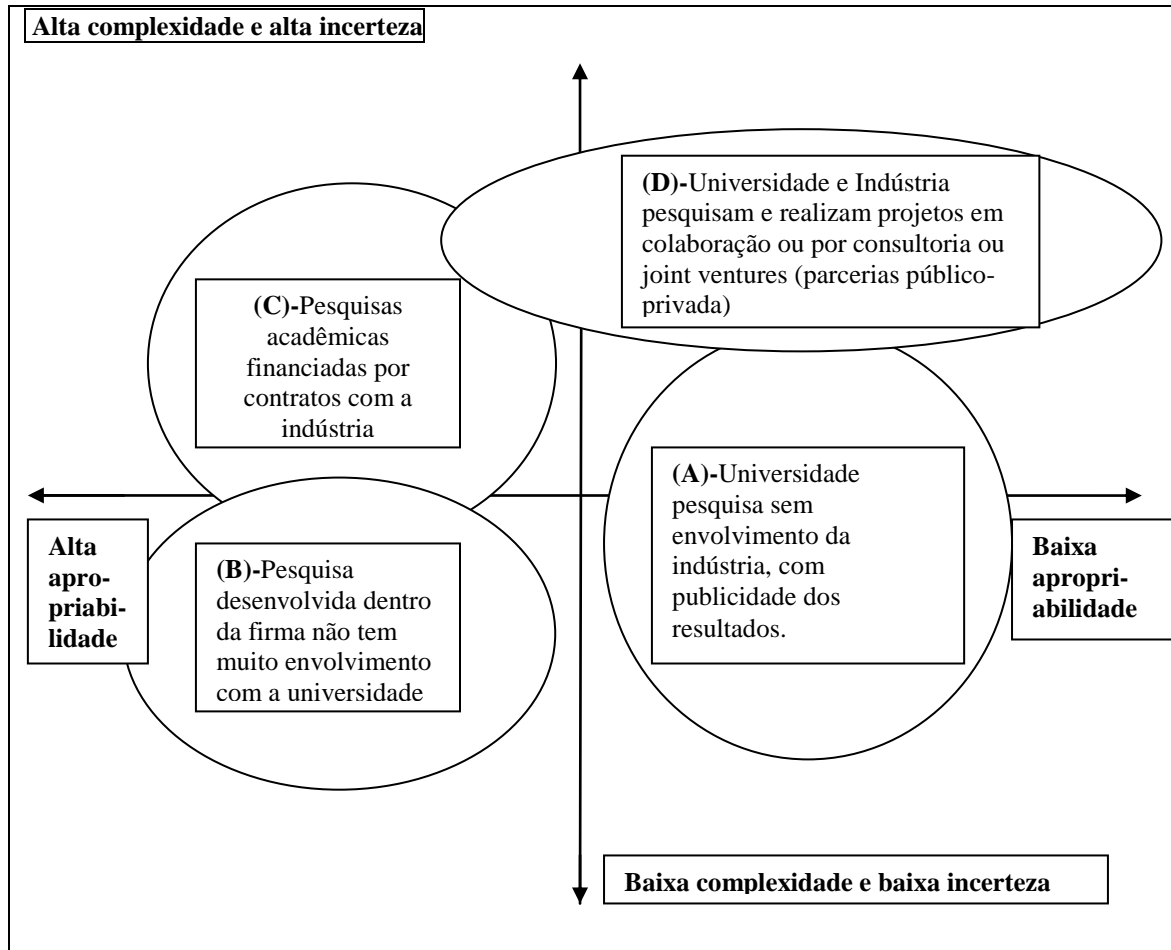 Alta complexidade e alta incerteza
(D)-Universidade e Indústria
pesquisam e realizam projetos em
colaboração ou por consultoria ou
joint ventures (parcerias público-
privada)
(C)-Pesquisas
acadêmicas
financiadas por
contratos com a
indústria
(A)-Universidade
pesquisa sem
envolvimento da
indústria, com
publicidade dos
resultados.
Alta
apro-
priabi-
lidade
(B)-Pesquisa
desenvolvida dentro
da firma não tem
muito envolvimento
com a universidade
Baixa
apropri-
abilidade
Baixa complexidade e baixa incerteza